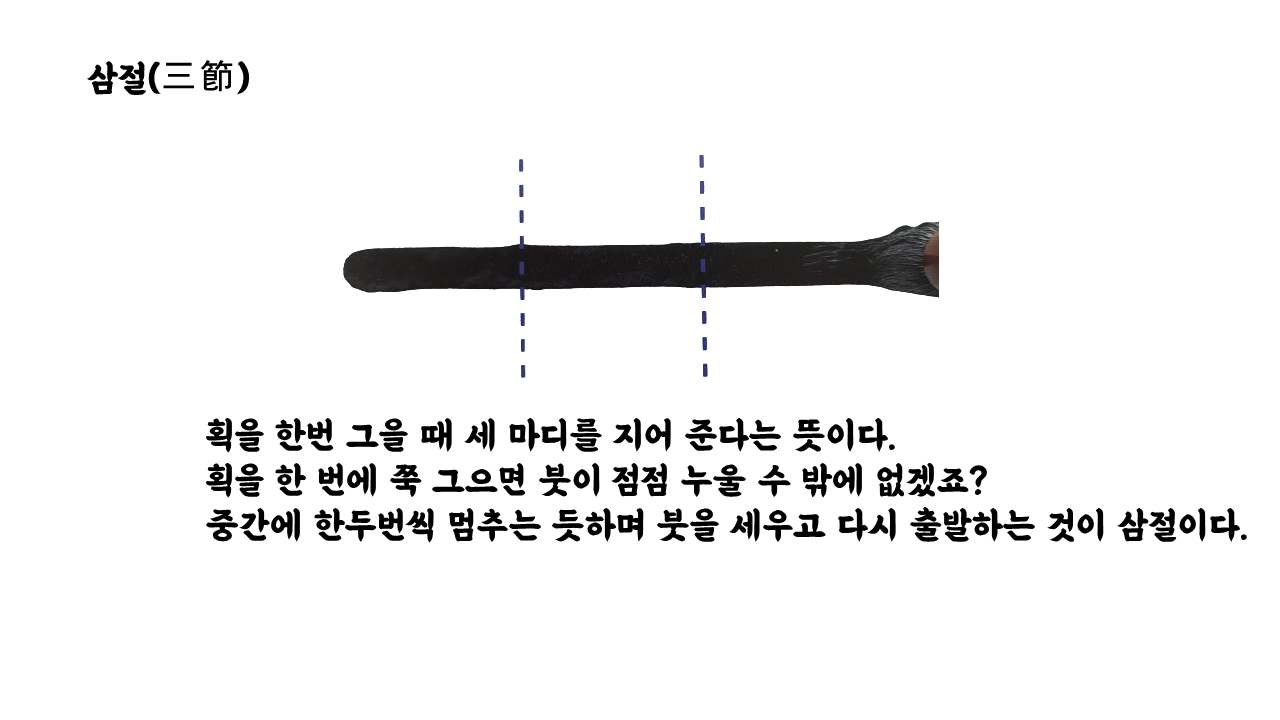 삼절(三節)
획을 한번 그을 때 세 마디를 지어 준다는 뜻이다.
획을 한 번에 쭉 그으면 붓이 점점 누울 수 밖에 없겠죠?
중간에 한두번씩 멈추는 듯하며 붓을 세우고 다시 출발하는 것이 삼절이다.